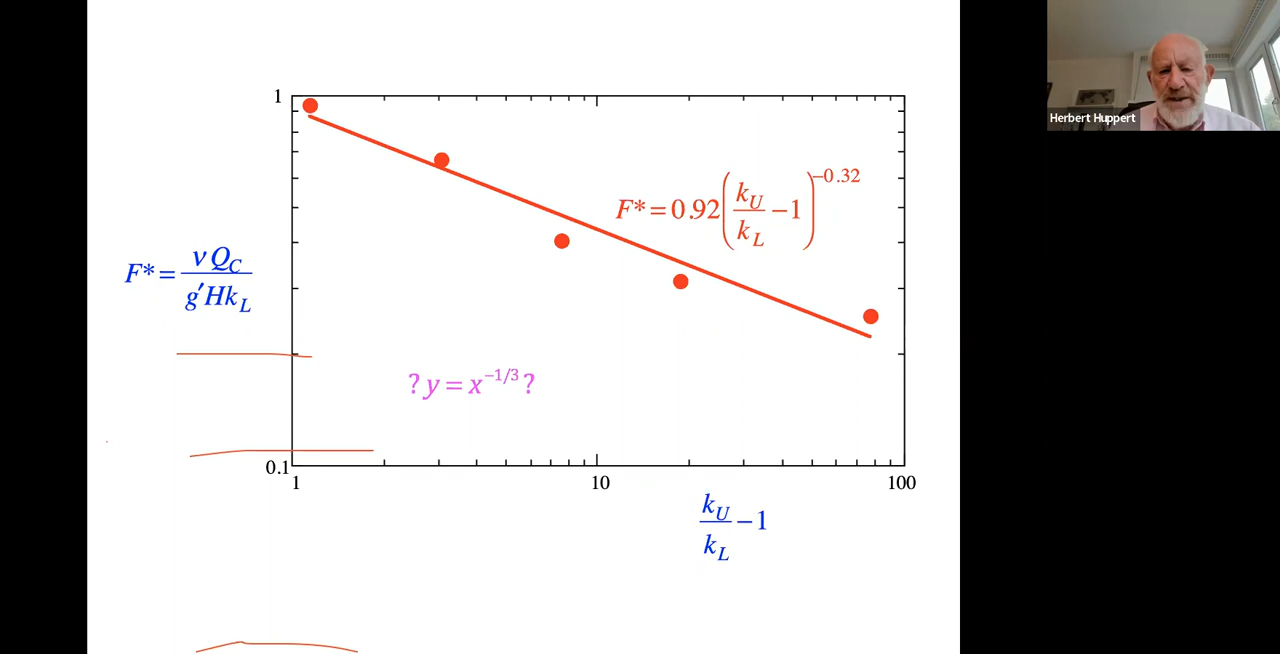 Herbert Huppert
1
F* = 0.92(k_U/k_L − 1)^−0.32
F* = νQ_C/g′Hk_L
? y = x^−1/3 ?
0.1
1 10 100
k_U/k_L − 1